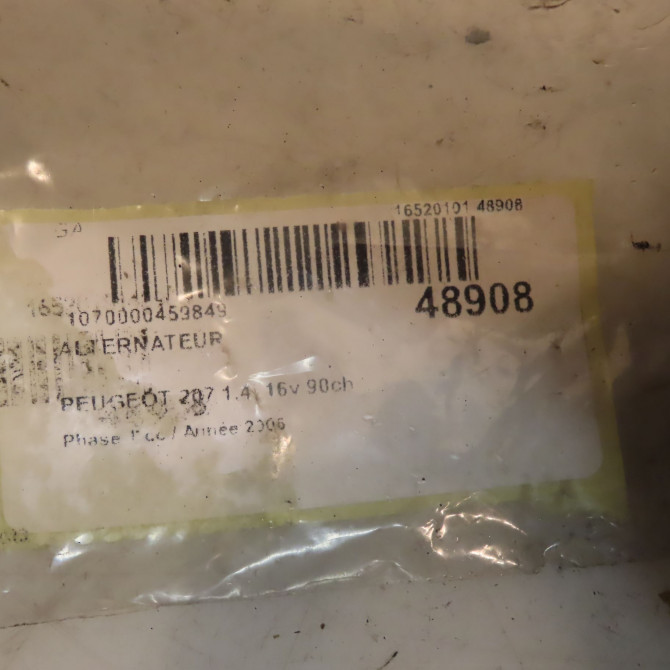 16520101 48908
1070000459849
48908
ALTERNATEUR
PEUGEOT 207 1.4i 16v 90ch
Phase 1 / Année 2006